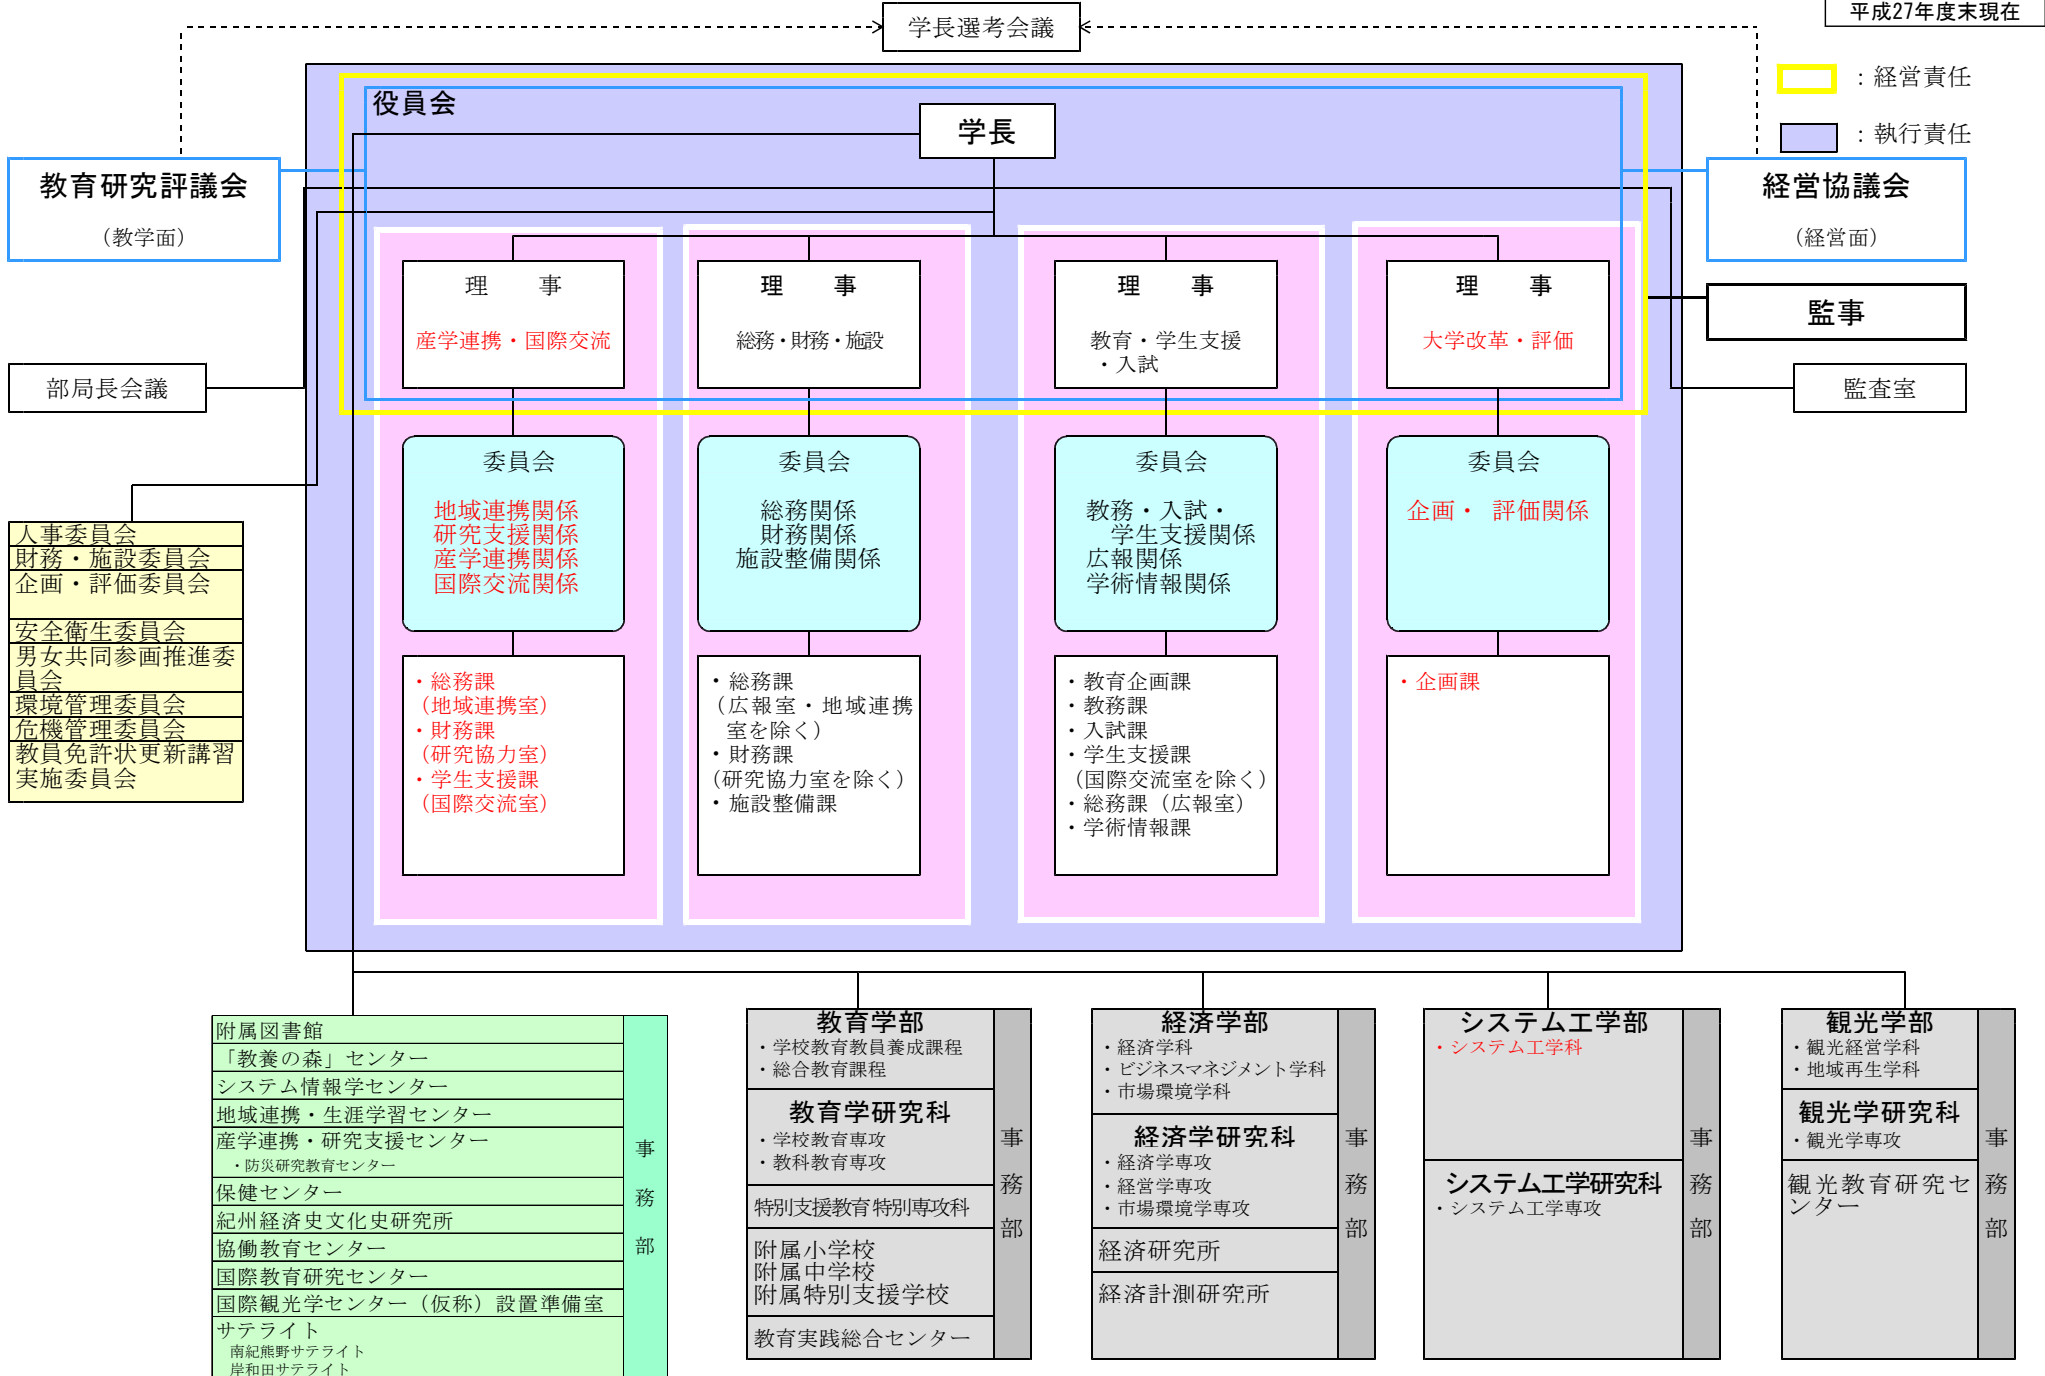 平成27年度末現在
学長選考会議
：経営責任
：執行責任
役員会
学長
教育研究評議会
（教学面）
経営協議会
（経営面）
監事
部局長会議
監査室
理　事
産学連携・国際交流
理　事
総務・財務・施設
理　事
教育・学生支援
・入試
理　事
大学改革・評価
委員会
地域連携関係
研究支援関係
産学連携関係
国際交流関係
委員会
総務関係
財務関係
施設整備関係
委員会
教務・入試・
学生支援関係
広報関係
学術情報関係
委員会
企画・ 評価関係
人事委員会
財務・施設委員会
企画・評価委員会
安全衛生委員会
男女共同参画推進委
員会
環境管理委員会
危機管理委員会
教員免許状更新講習
実施委員会
・総務課
（地域連携室）
・財務課
（研究協力室）
・学生支援課
（国際交流室）
・総務課
（広報室・地域連携
室を除く）
・財務課
（研究協力室を除く）
・施設整備課
・教育企画課
・教務課
・入試課
・学生支援課
（国際交流室を除く）
・総務課（広報室）
・学術情報課
・企画課
附属図書館
「教養の森」センター
システム情報学センター
地域連携・生涯学習センター
産学連携・研究支援センター
・防災研究教育センター
保健センター
紀州経済史文化史研究所
協働教育センター
国際教育研究センター
国際観光学センター（仮称）設置準備室
サテライト
南紀熊野サテライト
岸和田サテライト
事務部
教育学部
・学校教育教員養成課程
・総合教育課程
教育学研究科
・学校教育専攻
・教科教育専攻
特別支援教育特別専攻科
附属小学校
附属中学校
附属特別支援学校
教育実践総合センター
事務部
経済学部
・経済学科
・ビジネスマネジメント学科
・市場環境学科
経済学研究科
・経済学専攻
・経営学専攻
・市場環境学専攻
経済研究所
経済計測研究所
事務部
システム工学部
・システム工学科
システム工学研究科
・システム工学専攻
事務部
観光学部
・観光経営学科
・地域再生学科
観光学研究科
・観光学専攻
観光教育研究セ
ンター
事務部